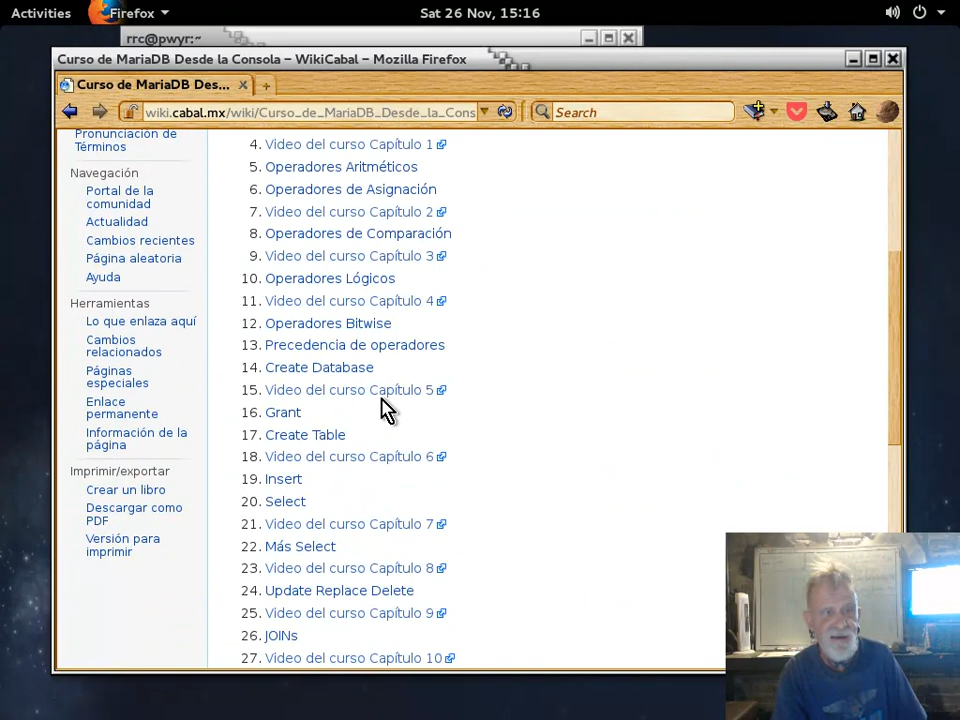 Activities Firefox Sat 26 Nov, 15:16
rrc@pwyr:~
Curso de MariaDB Desde la Consola – WikiCabal – Mozilla Firefox
Curso de MariaDB Des...
wiki.cabal.mx/wiki/Curso_de_MariaDB_Desde_la_Cons Search
Pronunciación de
Términos
Navegación
Portal de la
comunidad
Actualidad
Cambios recientes
Página aleatoria
Ayuda
Herramientas
Lo que enlaza aquí
Cambios
relacionados
Páginas
especiales
Enlace
permanente
Información de la
página
Imprimir/exportar
Crear un libro
Descargar como
PDF
Versión para
imprimir
4. Video del curso Capítulo 1
5. Operadores Aritméticos
6. Operadores de Asignación
7. Video del curso Capítulo 2
8. Operadores de Comparación
9. Video del curso Capítulo 3
10. Operadores Lógicos
11. Video del curso Capítulo 4
12. Operadores Bitwise
13. Precedencia de operadores
14. Create Database
15. Video del curso Capítulo 5
16. Grant
17. Create Table
18. Video del curso Capítulo 6
19. Insert
20. Select
21. Video del curso Capítulo 7
22. Más Select
23. Video del curso Capítulo 8
24. Update Replace Delete
25. Video del curso Capítulo 9
26. JOINs
27. Video del curso Capítulo 10